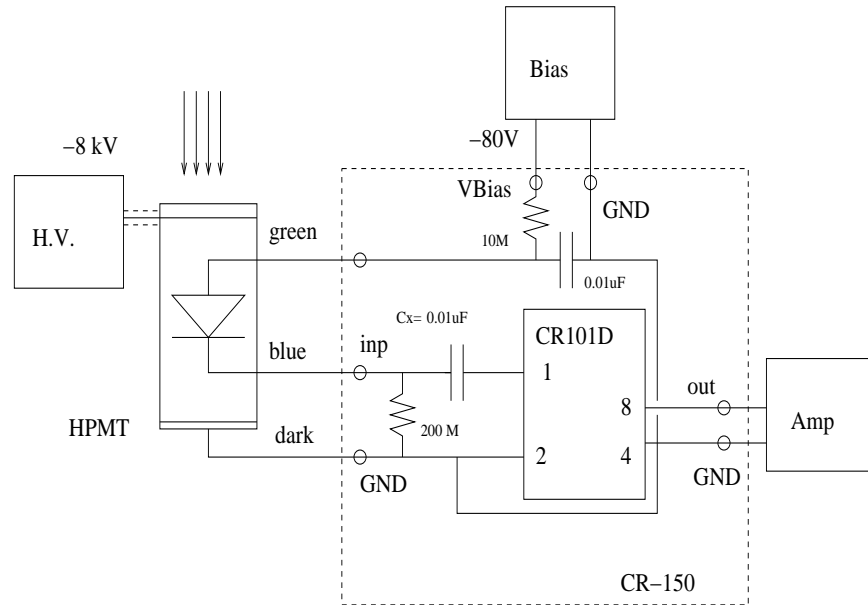 Bias
−8 kV
−80V
VBias
GND
H.V.
green
10M
0.01uF
Cx= 0.01uF
CR101D
blue
inp
1
out
8
HPMT
200 M
Amp
dark
2
4
GND
GND
CR−150